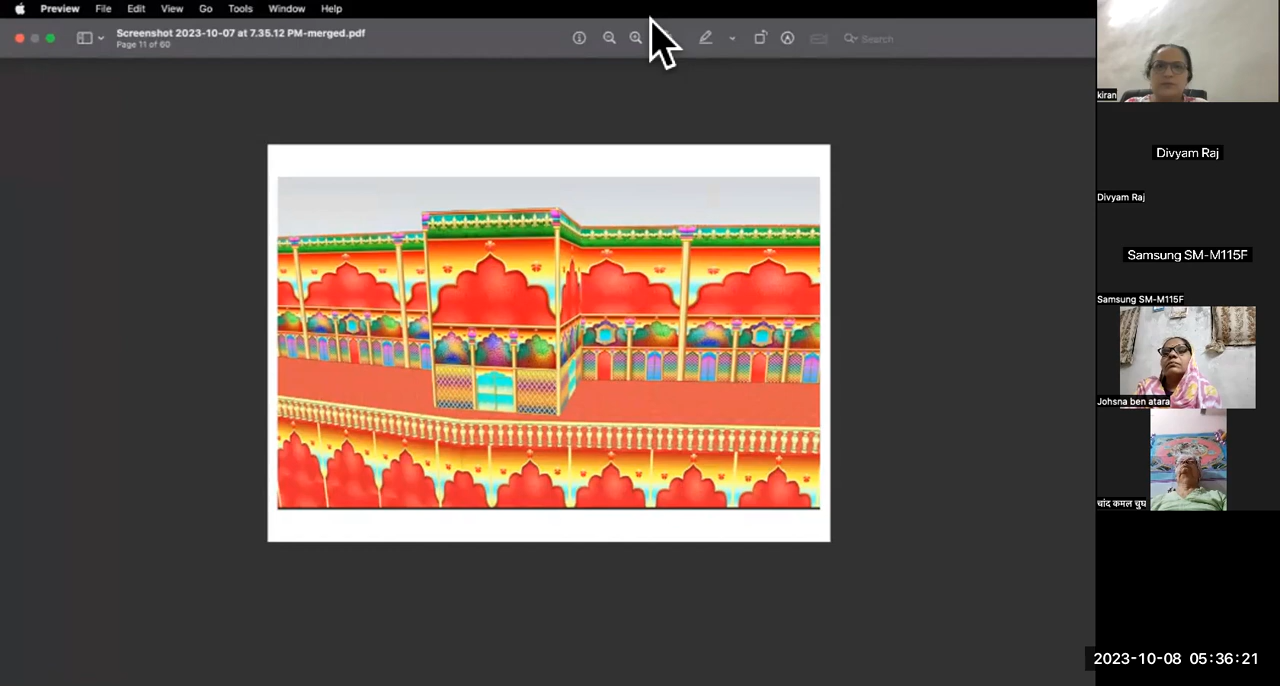 Preview File Edit View Go Tools Window Help
Screenshot 2023-10-07 at 7.35.12 PM-merged.pdf
Page 11 of 60
Search
kiran
Divyam Raj
Divyam Raj
Samsung SM-M115F
Samsung SM-M115F
Johsna ben atara
चांद कमल चुघ
2023-10-08 05:36:21